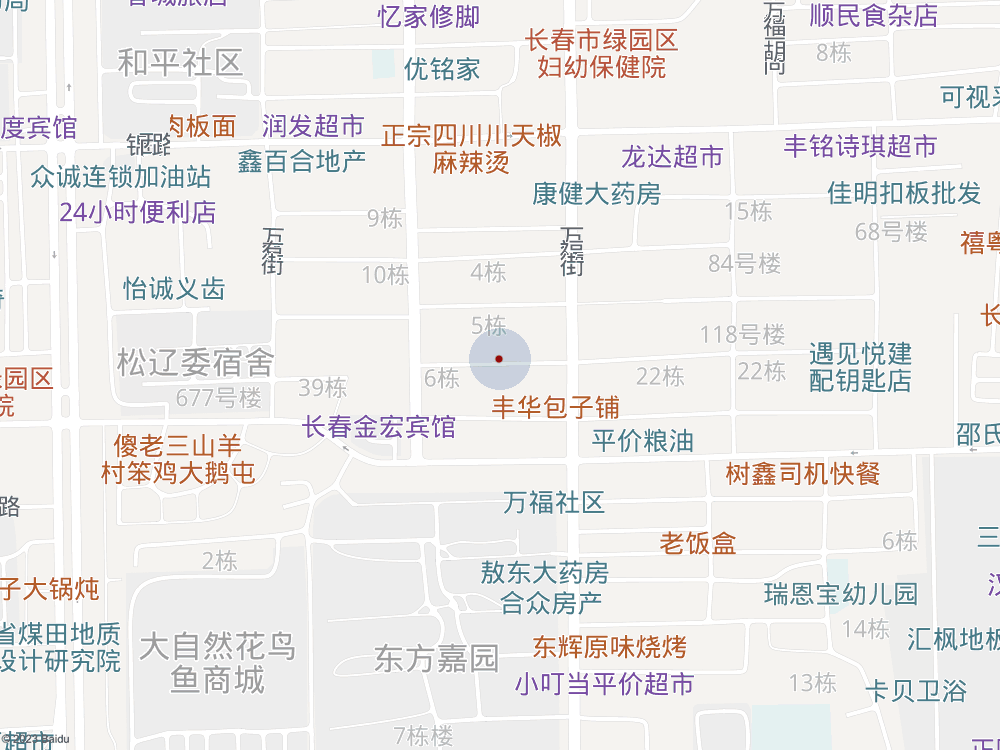 忆家修脚
顺民食杂店
万福胡同
长春市绿园区
妇幼保健院
8栋
和平社区
优铭家
可视采
度宾馆
肉板面
润发超市
正宗四川川天椒
麻辣烫
龙达超市
丰铭诗琪超市
众诚连锁加油站
鑫百合地产
24小时便利店
康健大药房
佳明扣板批发
9栋
15栋
68号楼
万福街
禧粤
10栋
4栋
84号楼
怡诚义齿
5栋
118号楼
长
松辽委宿舍
遇见悦建
配钥匙店
园区
院
39栋
6栋
22栋
22栋
677号楼
丰华包子铺
长春金宏宾馆
平价粮油
邵氏
傻老三山羊
村笨鸡大鹅屯
树鑫司机快餐
路
万福社区
老饭盒
6栋
三
2栋
敖东大药房
合众房产
子大锅炖
瑞恩宝幼儿园
省煤田地质
设计研究院
14栋
汇枫地板
大自然花鸟
鱼商城
东方嘉园
东辉原味烧烤
小叮当平价超市
13栋
卡贝卫浴
7栋楼
超市
© 2023 Baidu